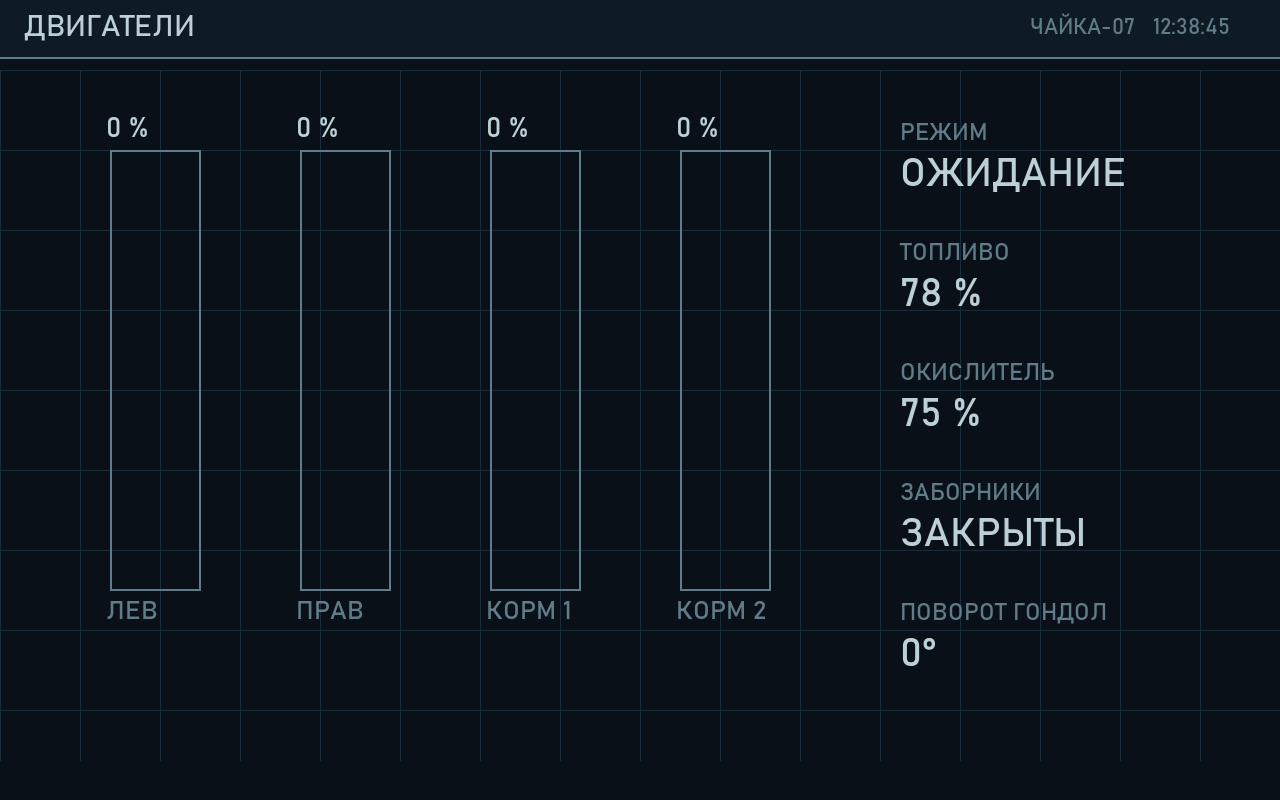 ДВИГАТЕЛИ
ЧАЙКА-07 12:38:45
0 % 0 % 0 % 0 %
ЛЕВ ПРАВ КОРМ 1 КОРМ 2
РЕЖИМ
ОЖИДАНИЕ
ТОПЛИВО
78 %
ОКИСЛИТЕЛЬ
75 %
ЗАБОРНИКИ
ЗАКРЫТЫ
ПОВОРОТ ГОНДОЛ
0°